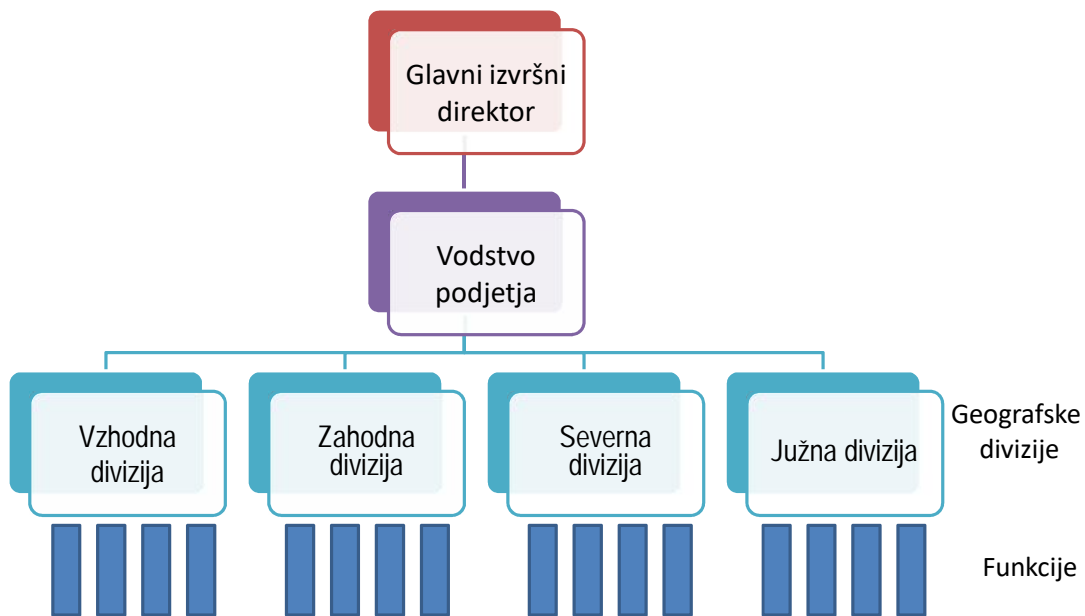 Glavni izvršni
direktor
Vodstvo
podjetja
Vzhodna
divizija
Zahodna
divizija
Severna
divizija
Južna divizija
Geografske
divizije
Funkcije